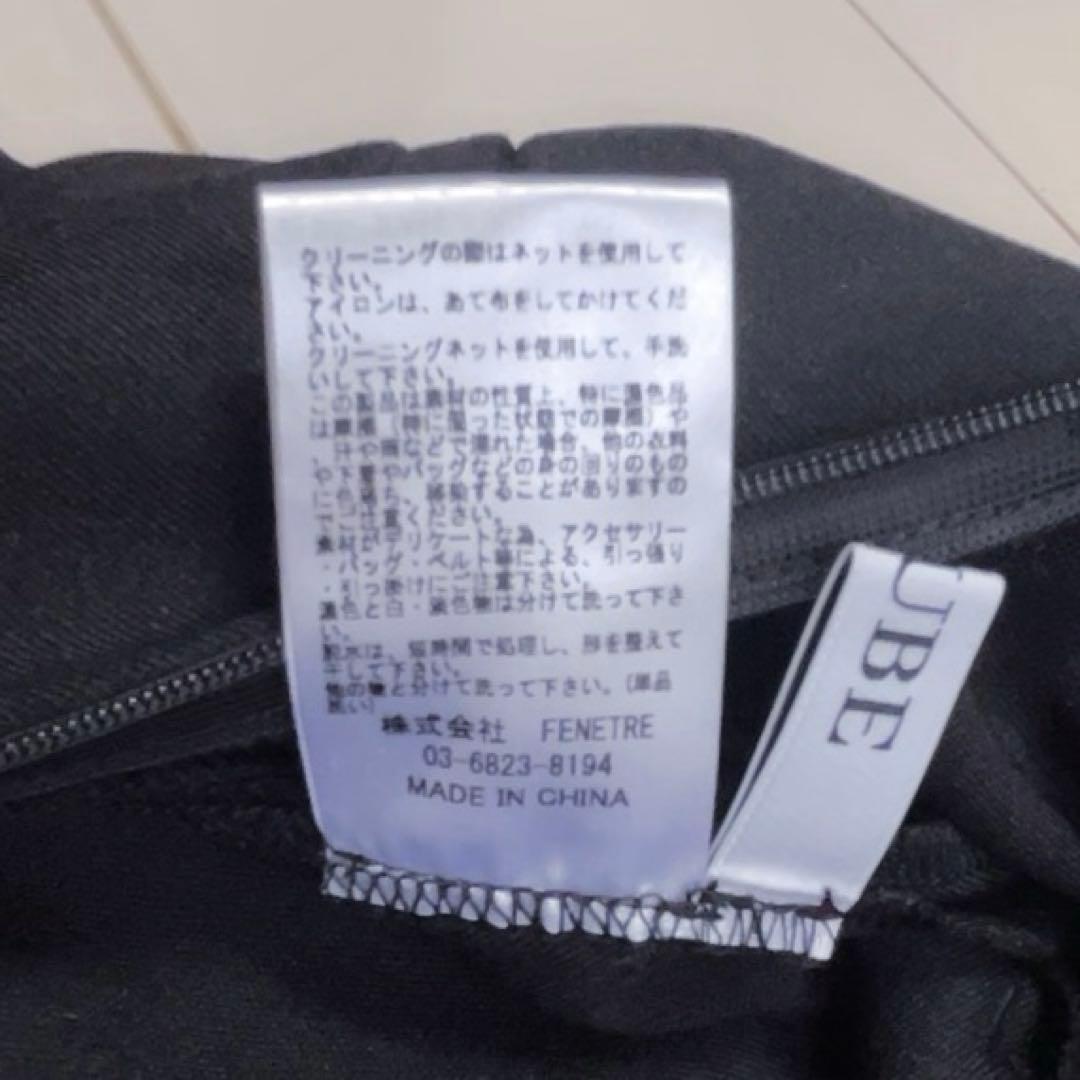 クリーニングの際はネットを使用して
下さい。
アイロンは、あて布をしてかけてくだ
さい。
クリーニングネットを使用して、手洗
いして下さい。
この製品は素材の性質上、特に濃色品
は摩擦（特に湿った状態での摩擦）や
、汗や雨などで濡れた場合、他の衣料
や下着やバッグなどの身の回りのもの
に色落ち、移染することがありますの
でご注意ください。
素材がデリケートな為、アクセサリー
・バッグ・ベルト等による、引っ張り
・引っ掛けにご注意下さい。
濃色と白・淡色物は分けて洗って下さ
い。
脱水は、短時間で処理し、形を整えて
干して下さい。
他の物と分けて洗って下さい。（単品
洗い）
株式会社 FENETRE
03-6823-8194
MADE IN CHINA
UBE